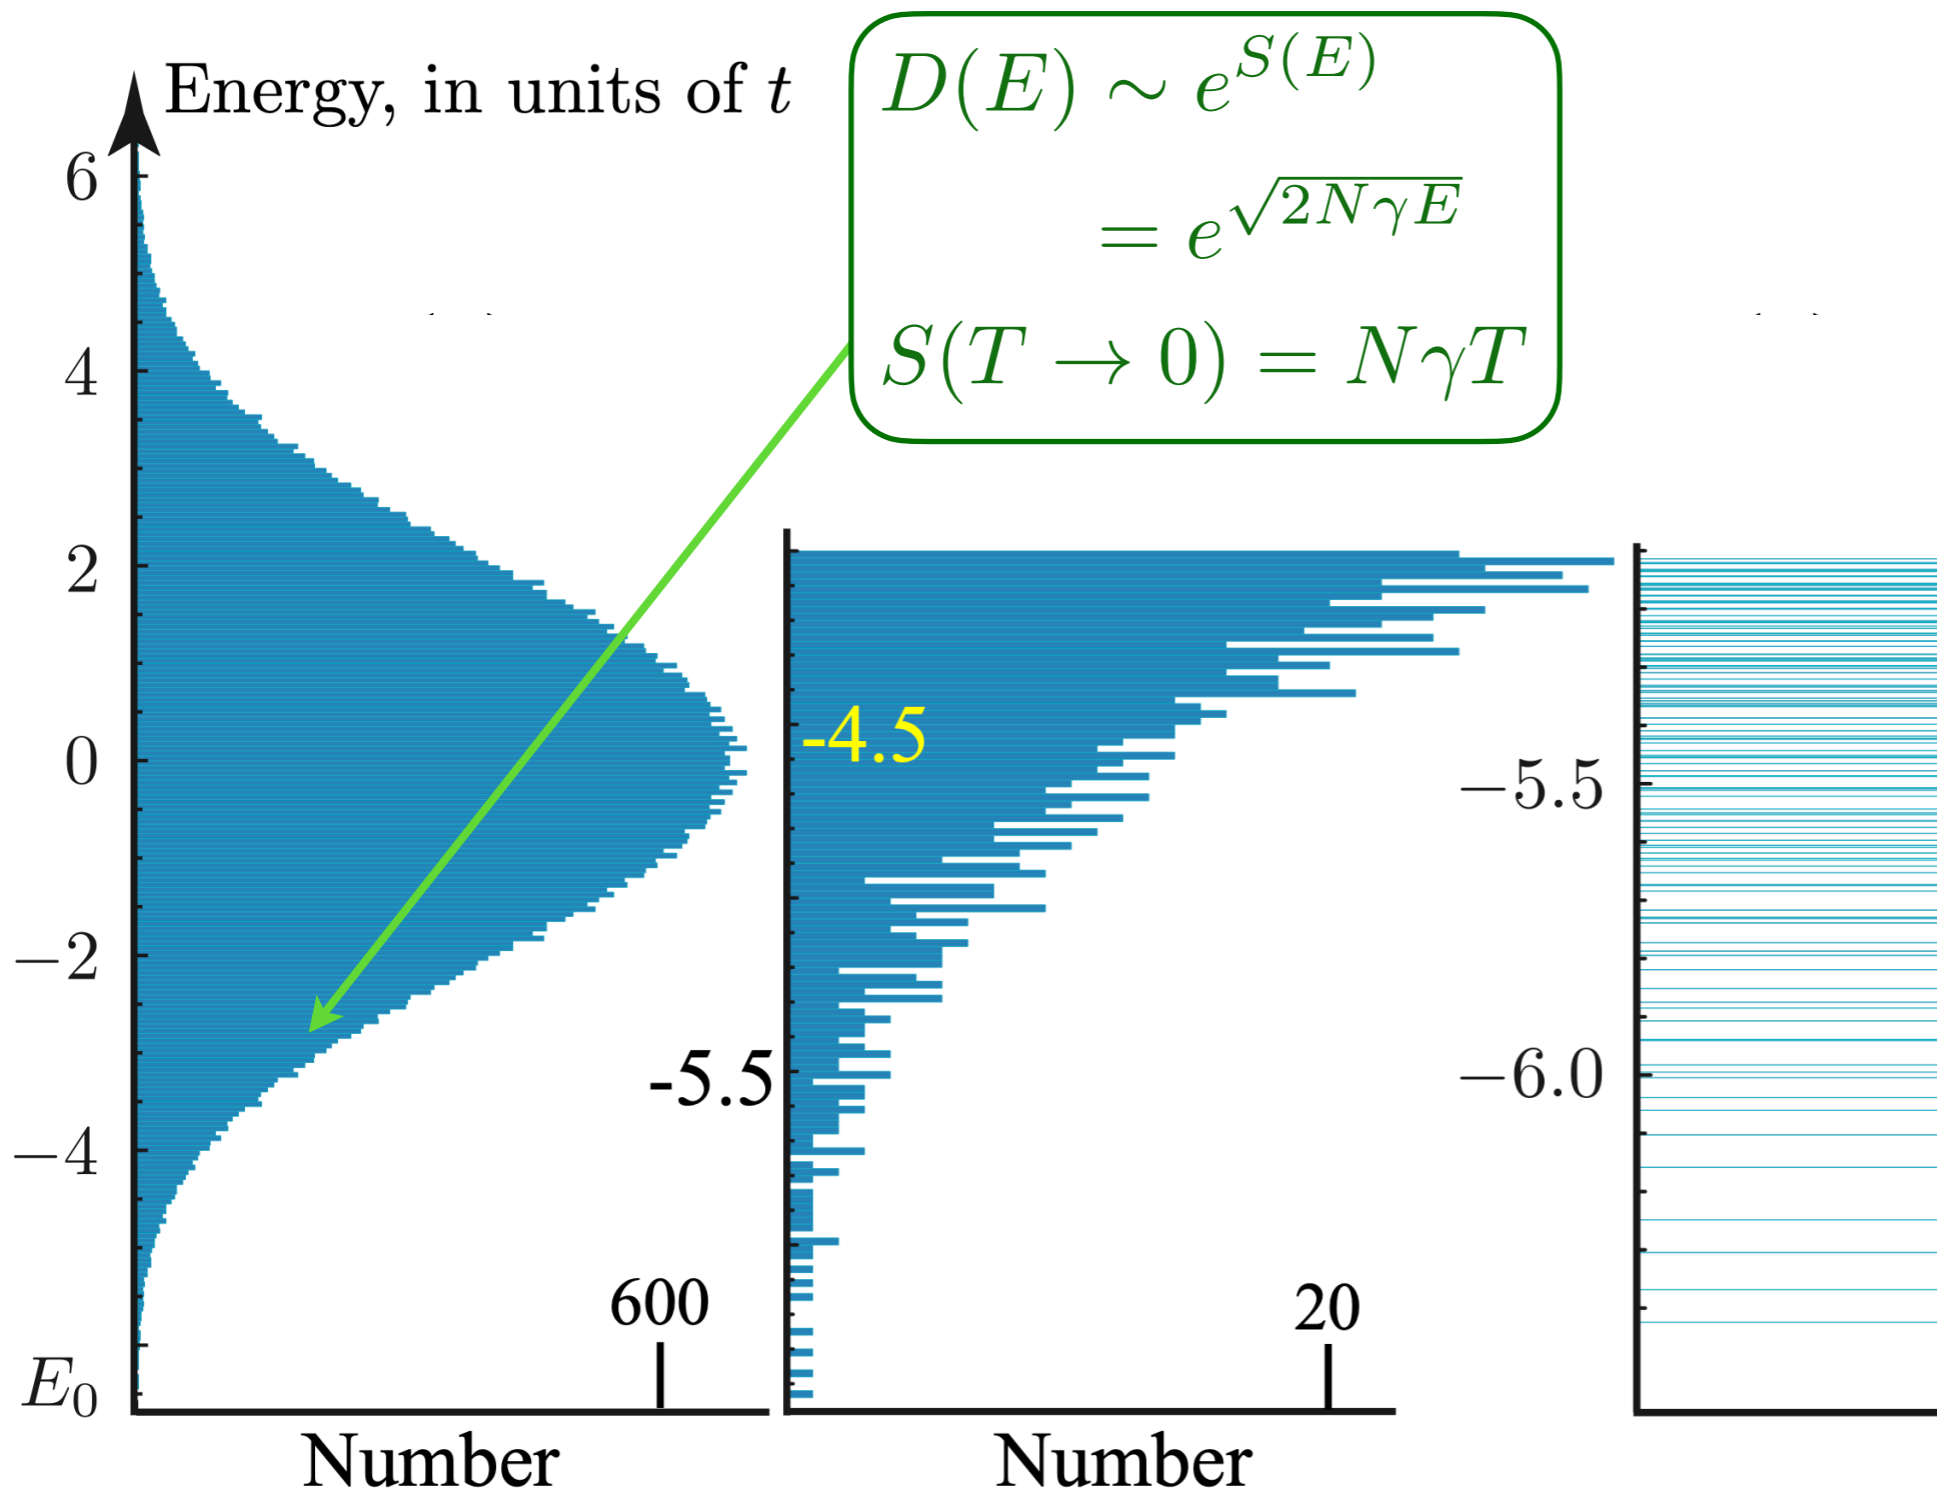 Energy, in units of t
D(E) ∼ e^{S(E)}
= e^{√(2NγE)}
S(T → 0) = NγT
6
4
2
0
−2
−4
E₀
600
Number
-4.5
-5.5
20
Number
−5.5
−6.0